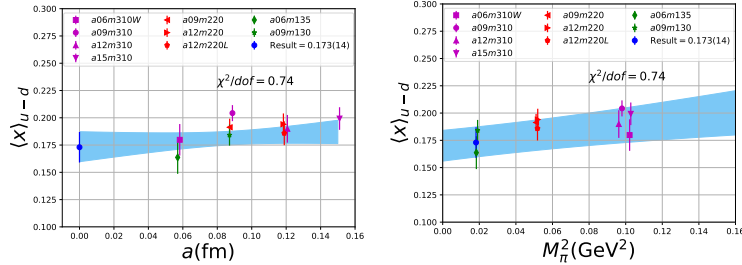 0.300
0.275
0.250
0.225
0.200
0.175
0.150
0.125
0.100
⟨x⟩u−d
a06m310W
a09m310
a12m310
a15m310
a09m220
a12m220
a12m220L
a06m135
a09m130
Result = 0.173(14)
χ²/dof = 0.74
0.00 0.02 0.04 0.06 0.08 0.10 0.12 0.14 0.16
a(fm)
0.300
0.275
0.250
0.225
0.200
0.175
0.150
0.125
0.100
⟨x⟩u−d
a06m310W
a09m310
a12m310
a15m310
a09m220
a12m220
a12m220L
a06m135
a09m130
Result = 0.173(14)
χ²/dof = 0.74
0.00 0.02 0.04 0.06 0.08 0.10 0.12 0.14 0.16
M²π(GeV²)